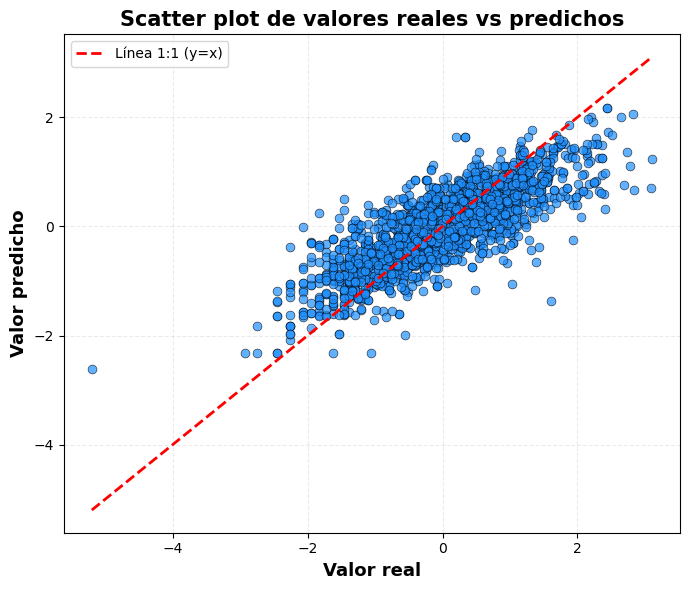 Scatter plot de valores reales vs predichos
Línea 1:1 (y=x)
Valor predicho
2
0
−2
−4
−4
−2
0
2
Valor real